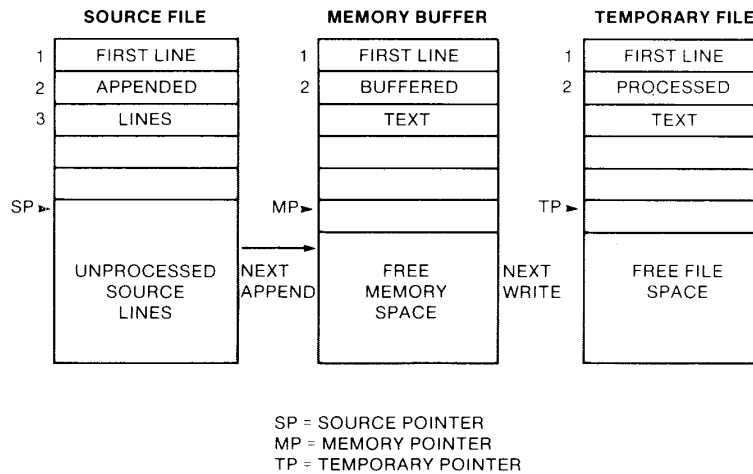 SOURCE FILE
1 FIRST LINE
2 APPENDED
3 LINES
SP
UNPROCESSED
SOURCE
LINES
NEXT
APPEND
MEMORY BUFFER
1 FIRST LINE
2 BUFFERED
TEXT
MP
FREE
MEMORY
SPACE
NEXT
WRITE
TEMPORARY FILE
1 FIRST LINE
2 PROCESSED
TEXT
TP
FREE FILE
SPACE
SP = SOURCE POINTER
MP = MEMORY POINTER
TP = TEMPORARY POINTER